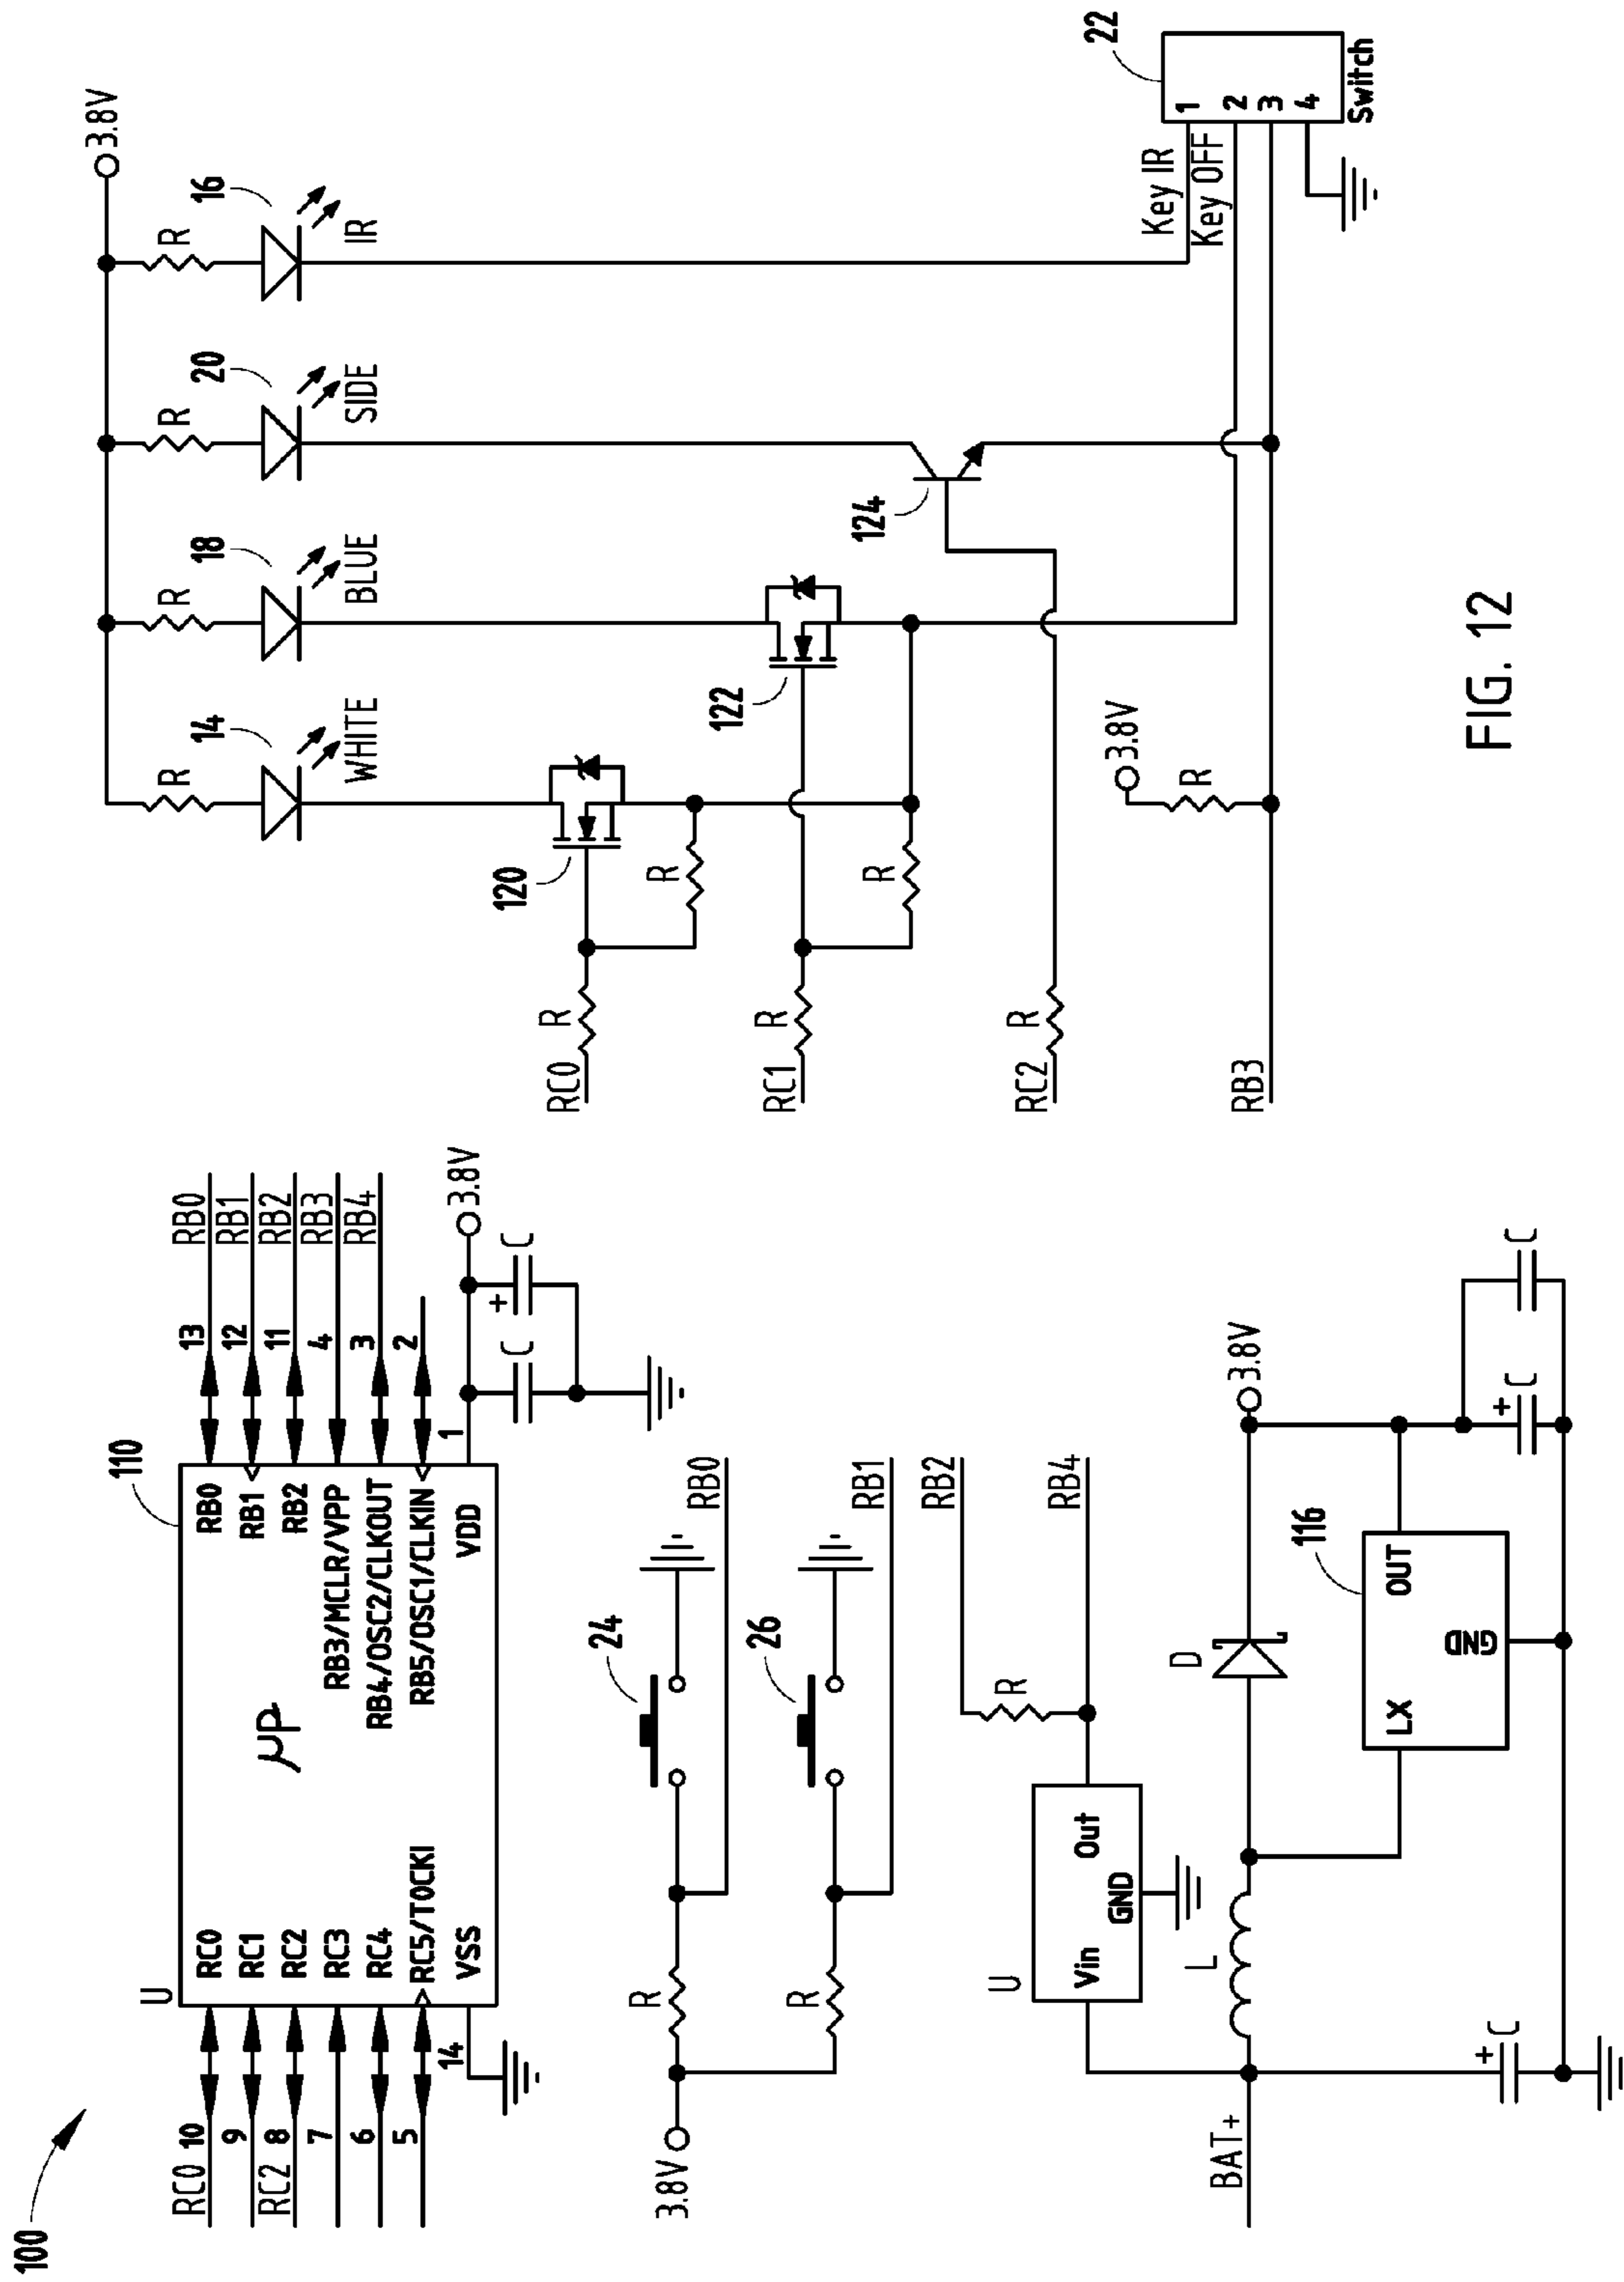 100
U
110
RC0 10
9
RC2 8
7
6
5
14
RC0
RC1
RC2
RC3
RC4
RC5/T0CKI
VSS
μP
RB0
RB1
RB2
RB3/MCLR/VPP
RB4/OSC2/CLKOUT
RB5/OSC1/CLKIN
VDD
13 RB0
12 RB1
11 RB2
4 RB3
3 RB4
2
1
3.8V
C
+ C
3.8V
R
24
RB0
R
26
RB1
U
Vin
Out
GND
R
RB2
RB4
BAT+
L
D
3.8V
116
LX
OUT
GND
+ C
+ C
C
3.8V
R
14
WHITE
R
18
BLUE
R
20
SIDE
R
16
IR
RC0
R
120
R
RC1
R
122
R
RC2
R
124
RB3
3.8V
R
Key IR
Key OFF
22
1
2
3
4
Switch
FIG. 12